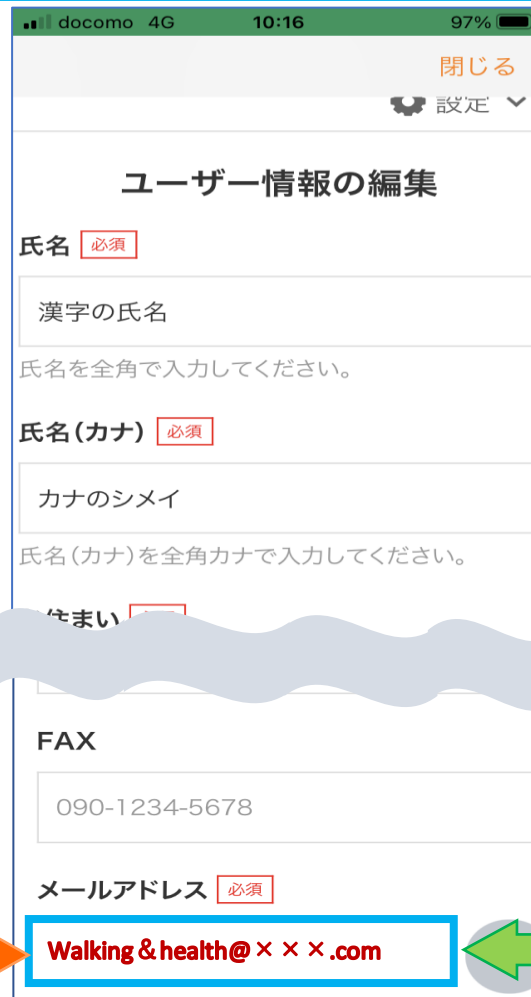 docomo 4G 10:16 97%
閉じる
設定
ユーザー情報の編集
氏名 必須
漢字の氏名
氏名を全角で入力してください。
氏名(カナ) 必須
カナのシメイ
氏名(カナ)を全角カナで入力してください。
住まい
FAX
090-1234-5678
メールアドレス 必須
Walking & health@×××.com